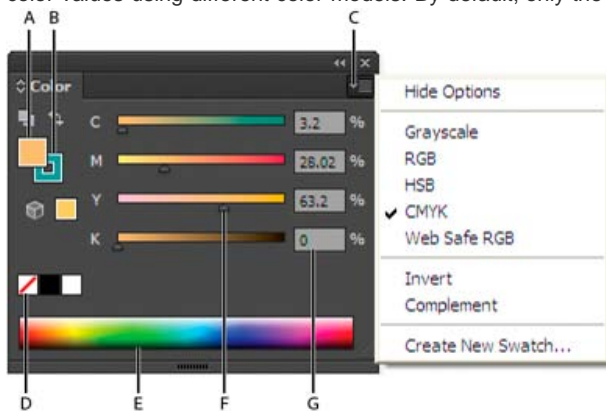 color values using different color models. By default, only the
A B C
Color
C 3.2 %
M 28.02 %
Y 63.2 %
K 0 %
D E F G
Hide Options
Grayscale
RGB
HSB
CMYK
Web Safe RGB
Invert
Complement
Create New Swatch...